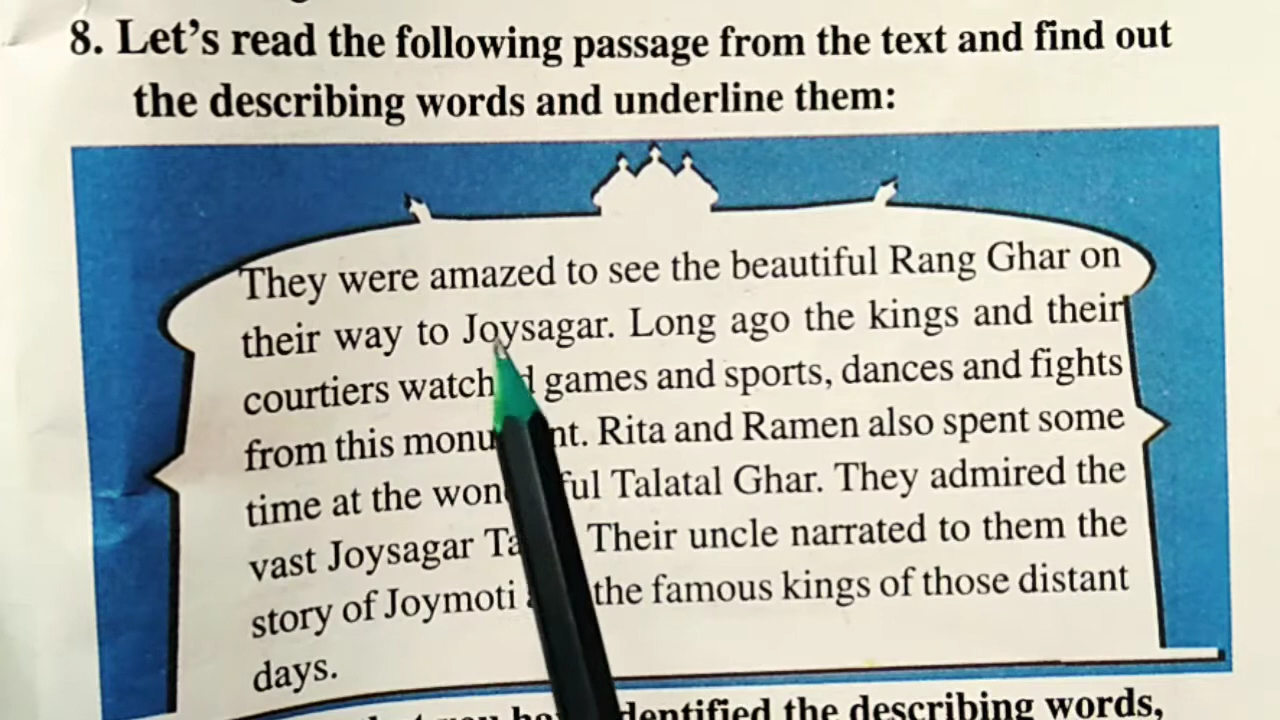 8. Let's read the following passage from the text and find out
the describing words and underline them:
They were amazed to see the beautiful Rang Ghar on
their way to Joysagar. Long ago the kings and their
courtiers watched games and sports, dances and fights
from this monument. Rita and Ramen also spent some
time at the wonderful Talatal Ghar. They admired the
vast Joysagar Their uncle narrated to them the
story of Joymoti the famous kings of those distant
days.
identified the describing words,